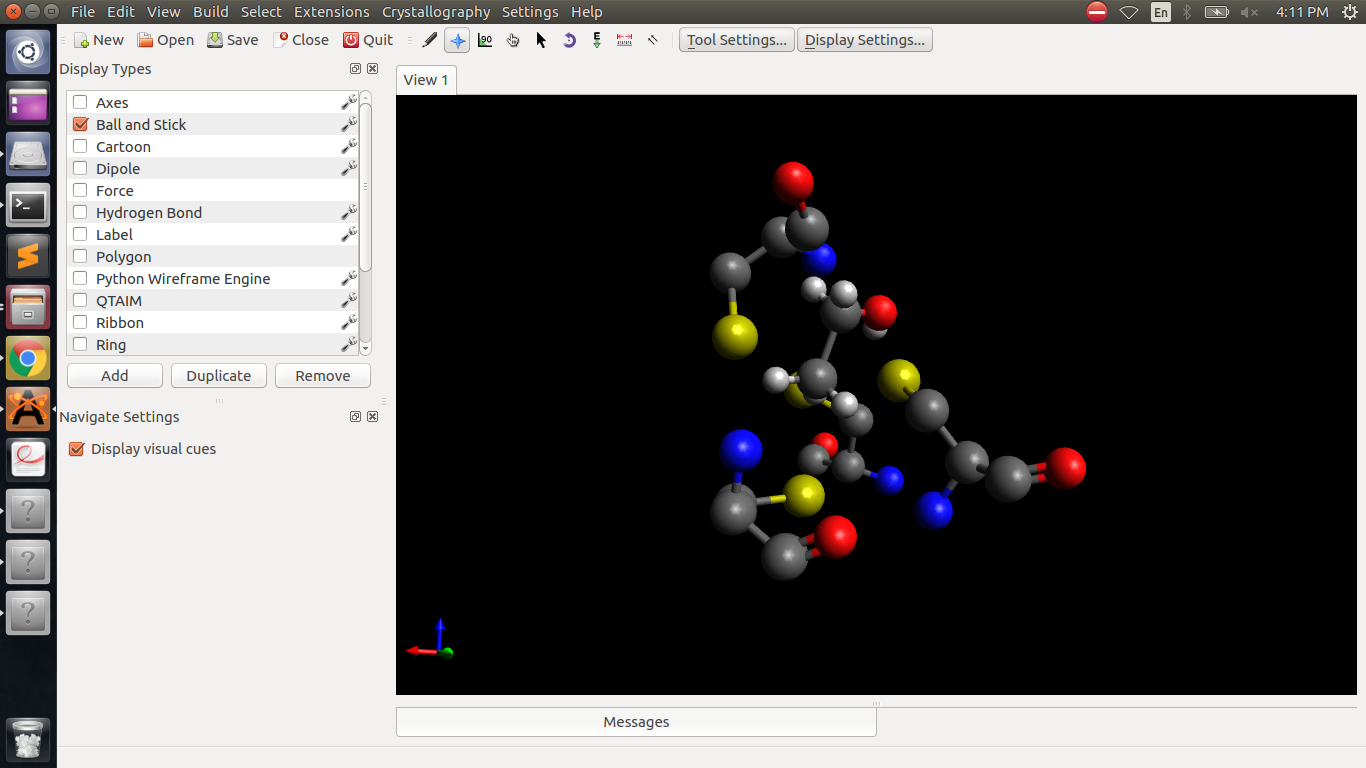 File Edit View Build Select Extensions Crystallography Settings Help
En 4:11 PM
New Open Save Close Quit 90 E Tool Settings... Display Settings...
Display Types
Axes
Ball and Stick
Cartoon
Dipole
Force
Hydrogen Bond
Label
Polygon
Python Wireframe Engine
QTAIM
Ribbon
Ring
Add Duplicate Remove
Navigate Settings
Display visual cues
View 1
Messages